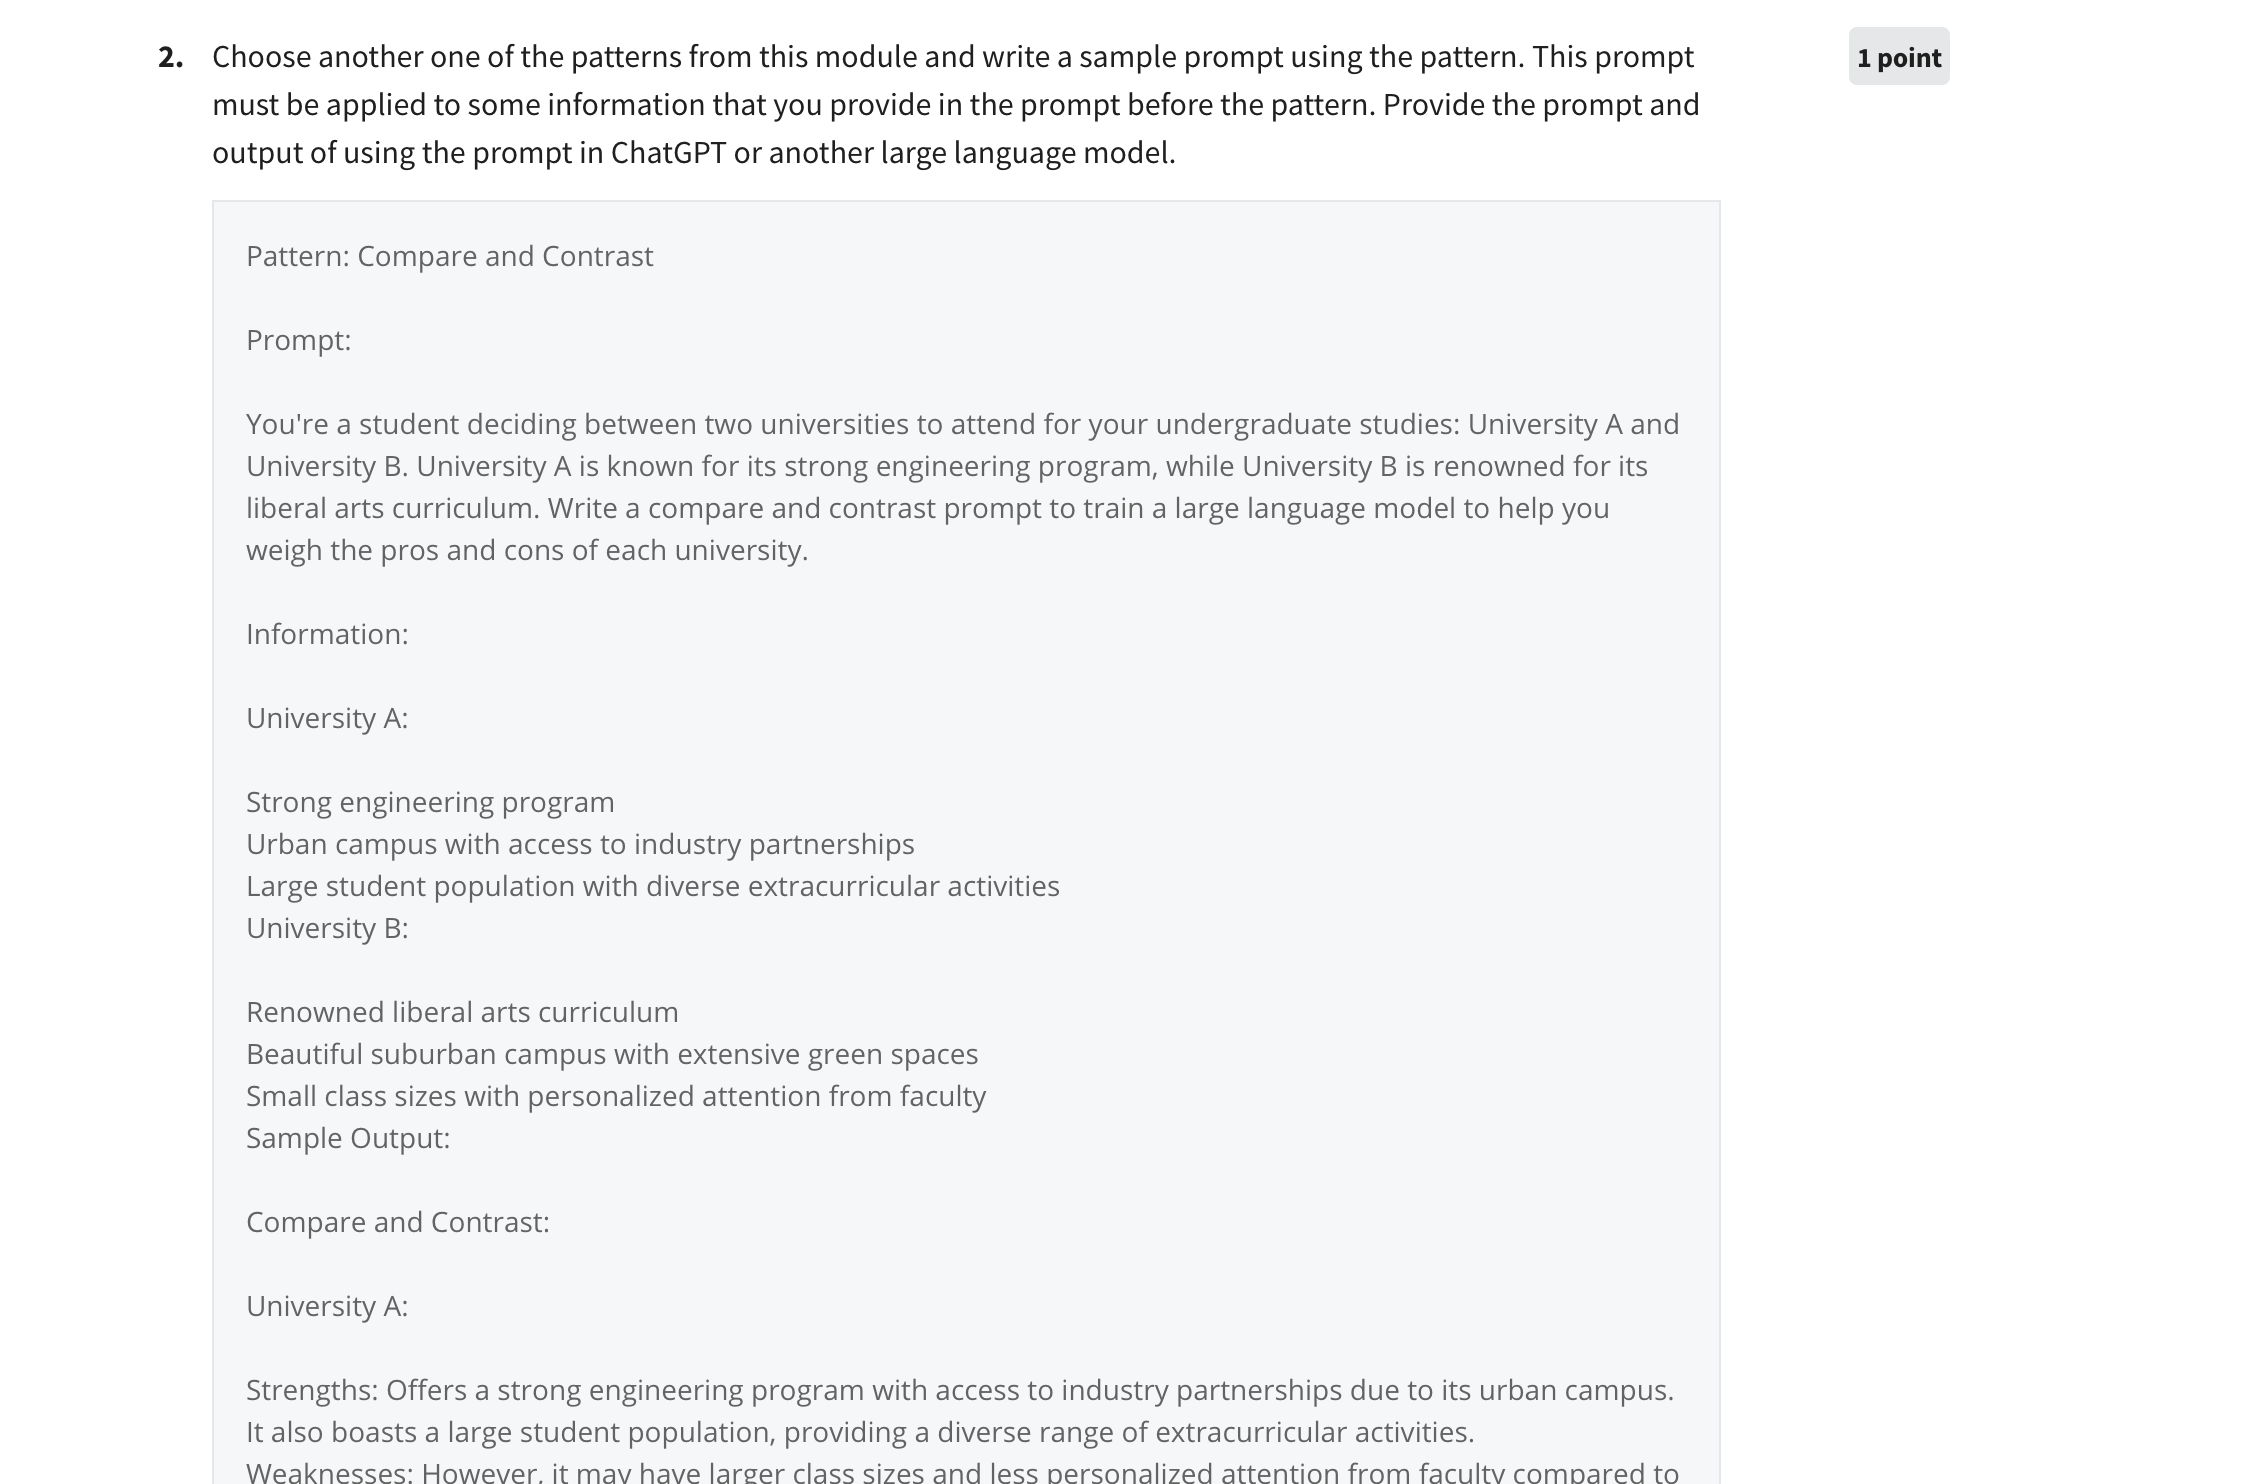 2. Choose another one of the patterns from this module and write a sample prompt using the pattern. This prompt
must be applied to some information that you provide in the prompt before the pattern. Provide the prompt and
output of using the prompt in ChatGPT or another large language model.
1 point
Pattern: Compare and Contrast
Prompt:
You're a student deciding between two universities to attend for your undergraduate studies: University A and
University B. University A is known for its strong engineering program, while University B is renowned for its
liberal arts curriculum. Write a compare and contrast prompt to train a large language model to help you
weigh the pros and cons of each university.
Information:
University A:
Strong engineering program
Urban campus with access to industry partnerships
Large student population with diverse extracurricular activities
University B:
Renowned liberal arts curriculum
Beautiful suburban campus with extensive green spaces
Small class sizes with personalized attention from faculty
Sample Output:
Compare and Contrast:
University A:
Strengths: Offers a strong engineering program with access to industry partnerships due to its urban campus.
It also boasts a large student population, providing a diverse range of extracurricular activities.
Weaknesses: However, it may have larger class sizes and less personalized attention from faculty compared to